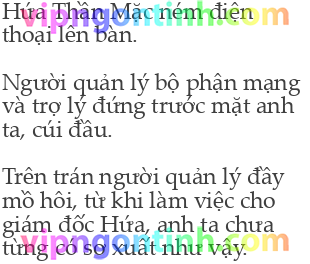 Hứa Thần Mặc ném điện
thoại lên bàn.
Người quản lý bộ phận mạng
và trợ lý đứng trước mặt anh
ta, cúi đầu.
Trên trán người quản lý đầy
mồ hôi, từ khi làm việc cho
giám đốc Hứa, anh ta chưa
từng có sơ xuất như vậy.
vipngontinh.com
vipngontinh.com